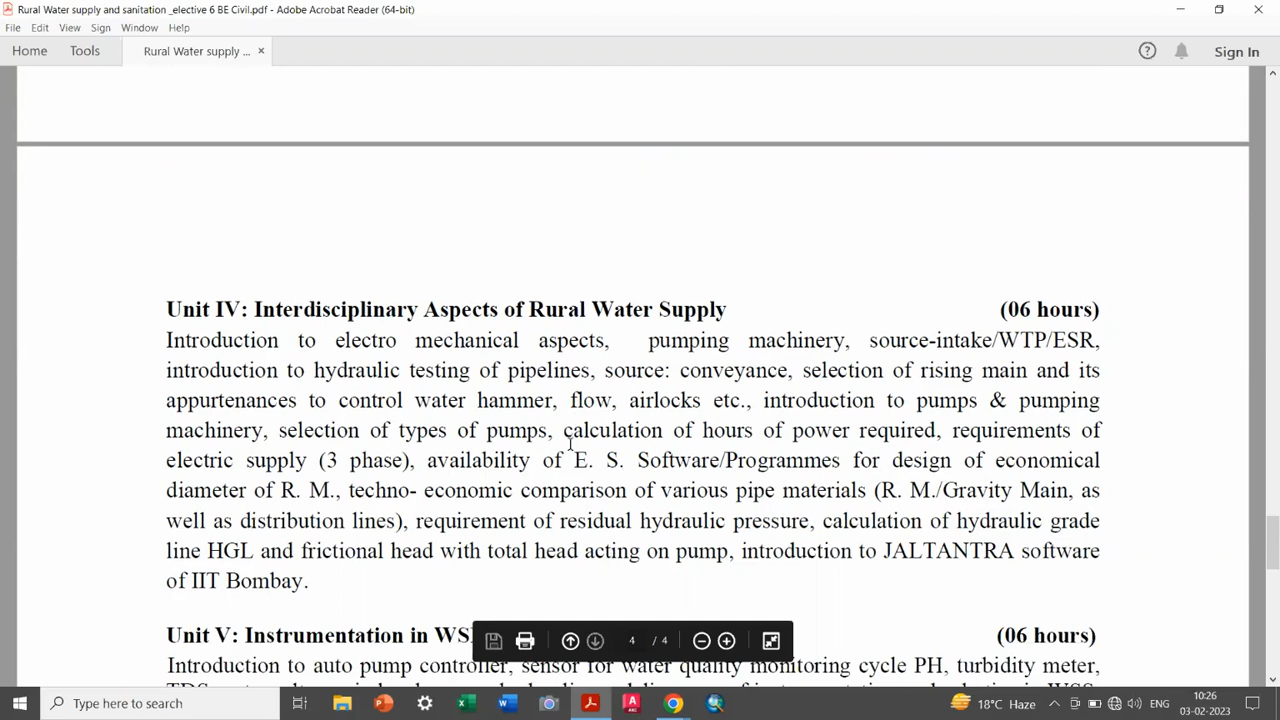 Rural Water supply and sanitation _elective 6 BE Civil.pdf - Adobe Acrobat Reader (64-bit)
File Edit View Sign Window Help
Home Tools Rural Water supply ... × Sign In
Unit IV: Interdisciplinary Aspects of Rural Water Supply (06 hours)
Introduction to electro mechanical aspects, pumping machinery, source-intake/WTP/ESR,
introduction to hydraulic testing of pipelines, source: conveyance, selection of rising main and its
appurtenances to control water hammer, flow, airlocks etc., introduction to pumps & pumping
machinery, selection of types of pumps, calculation of hours of power required, requirements of
electric supply (3 phase), availability of E. S. Software/Programmes for design of economical
diameter of R. M., techno- economic comparison of various pipe materials (R. M./Gravity Main, as
well as distribution lines), requirement of residual hydraulic pressure, calculation of hydraulic grade
line HGL and frictional head with total head acting on pump, introduction to JALTANTRA software
of IIT Bombay.
4 / 4
Unit V: Instrumentation in WS (06 hours)
Introduction to auto pump controller, sensor for water quality monitoring cycle PH, turbidity meter,
Type here to search
18°C Haze ENG 10:26
03-02-2023